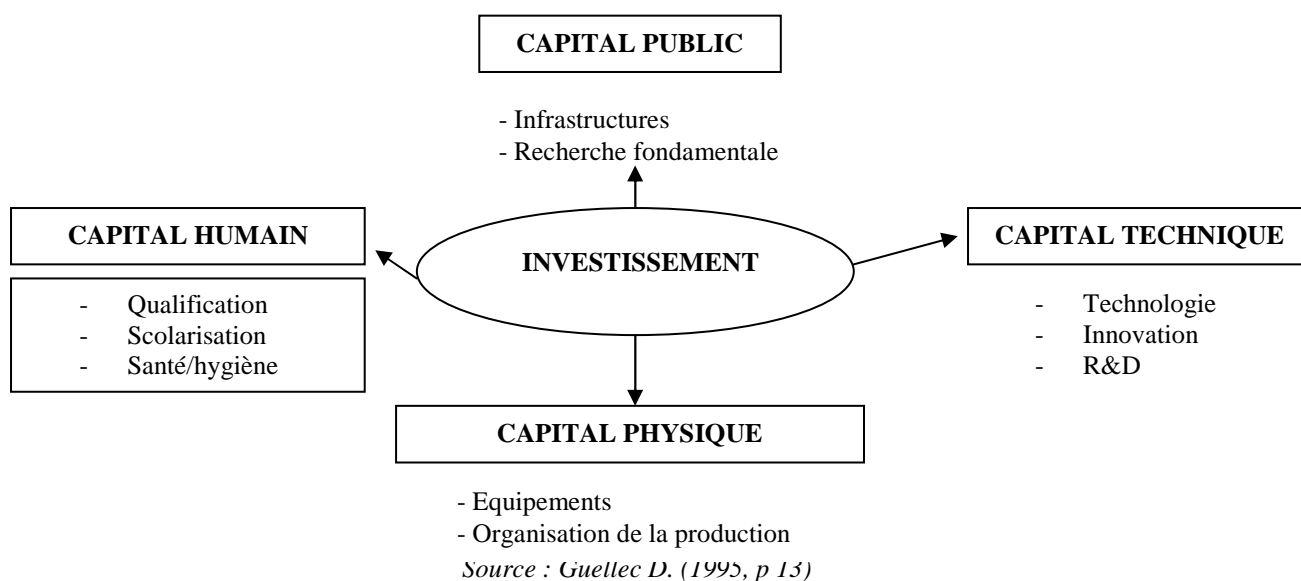 CAPITAL PUBLIC
- Infrastructures
- Recherche fondamentale
CAPITAL HUMAIN
- Qualification
- Scolarisation
- Santé/hygiène
INVESTISSEMENT
CAPITAL TECHNIQUE
- Technologie
- Innovation
- R&D
CAPITAL PHYSIQUE
- Equipements
- Organisation de la production
Source : Guellec D. (1995, p 13)